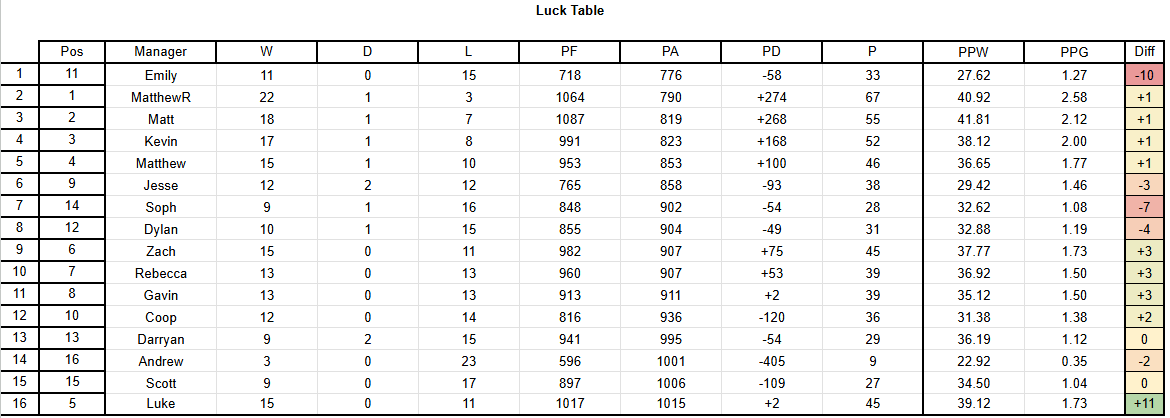 Luck Table
Pos Manager W D L PF PA PD P PPW PPG Diff
1 11 Emily 11 0 15 718 776 -58 33 27.62 1.27 -10
2 1 MatthewR 22 1 3 1064 790 +274 67 40.92 2.58 +1
3 2 Matt 18 1 7 1087 819 +268 55 41.81 2.12 +1
4 3 Kevin 17 1 8 991 823 +168 52 38.12 2.00 +1
5 4 Matthew 15 1 10 953 853 +100 46 36.65 1.77 +1
6 9 Jesse 12 2 12 765 858 -93 38 29.42 1.46 -3
7 14 Soph 9 1 16 848 902 -54 28 32.62 1.08 -7
8 12 Dylan 10 1 15 855 904 -49 31 32.88 1.19 -4
9 6 Zach 15 0 11 982 907 +75 45 37.77 1.73 +3
10 7 Rebecca 13 0 13 960 907 +53 39 36.92 1.50 +3
11 8 Gavin 13 0 13 913 911 +2 39 35.12 1.50 +3
12 10 Coop 12 0 14 816 936 -120 36 31.38 1.38 +2
13 13 Darryan 9 2 15 941 995 -54 29 36.19 1.12 0
14 16 Andrew 3 0 23 596 1001 -405 9 22.92 0.35 -2
15 15 Scott 9 0 17 897 1006 -109 27 34.50 1.04 0
16 5 Luke 15 0 11 1017 1015 +2 45 39.12 1.73 +11